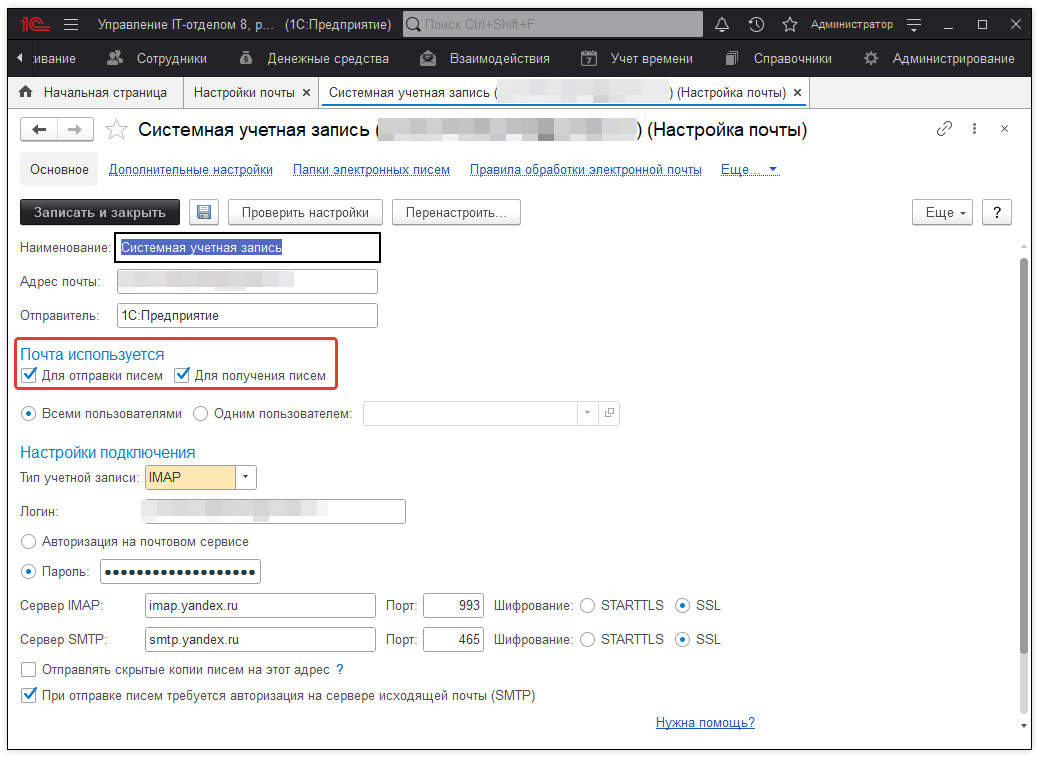 1С Управление IT-отделом 8, р... (1С:Предприятие) Поиск Ctrl+Shift+F Администратор
ивание Сотрудники Денежные средства Взаимодействия Учет времени Справочники Администрирование
Начальная страница Настройки почты × Системная учетная запись ( ) (Настройка почты) ×
Системная учетная запись ( ) (Настройка почты)
Основное Дополнительные настройки Папки электронных писем Правила обработки электронной почты Еще...
Записать и закрыть Проверить настройки Перенастроить... Еще ?
Наименование: Системная учетная запись
Адрес почты:
Отправитель: 1С:Предприятие
Почта используется
Для отправки писем Для получения писем
Всеми пользователями Одним пользователем:
Настройки подключения
Тип учетной записи: IMAP
Логин:
Авторизация на почтовом сервисе
Пароль:
Сервер IMAP: imap.yandex.ru Порт: 993 Шифрование: STARTTLS SSL
Сервер SMTP: smtp.yandex.ru Порт: 465 Шифрование: STARTTLS SSL
Отправлять скрытые копии писем на этот адрес ?
При отправке писем требуется авторизация на сервере исходящей почты (SMTP)
Нужна помощь?